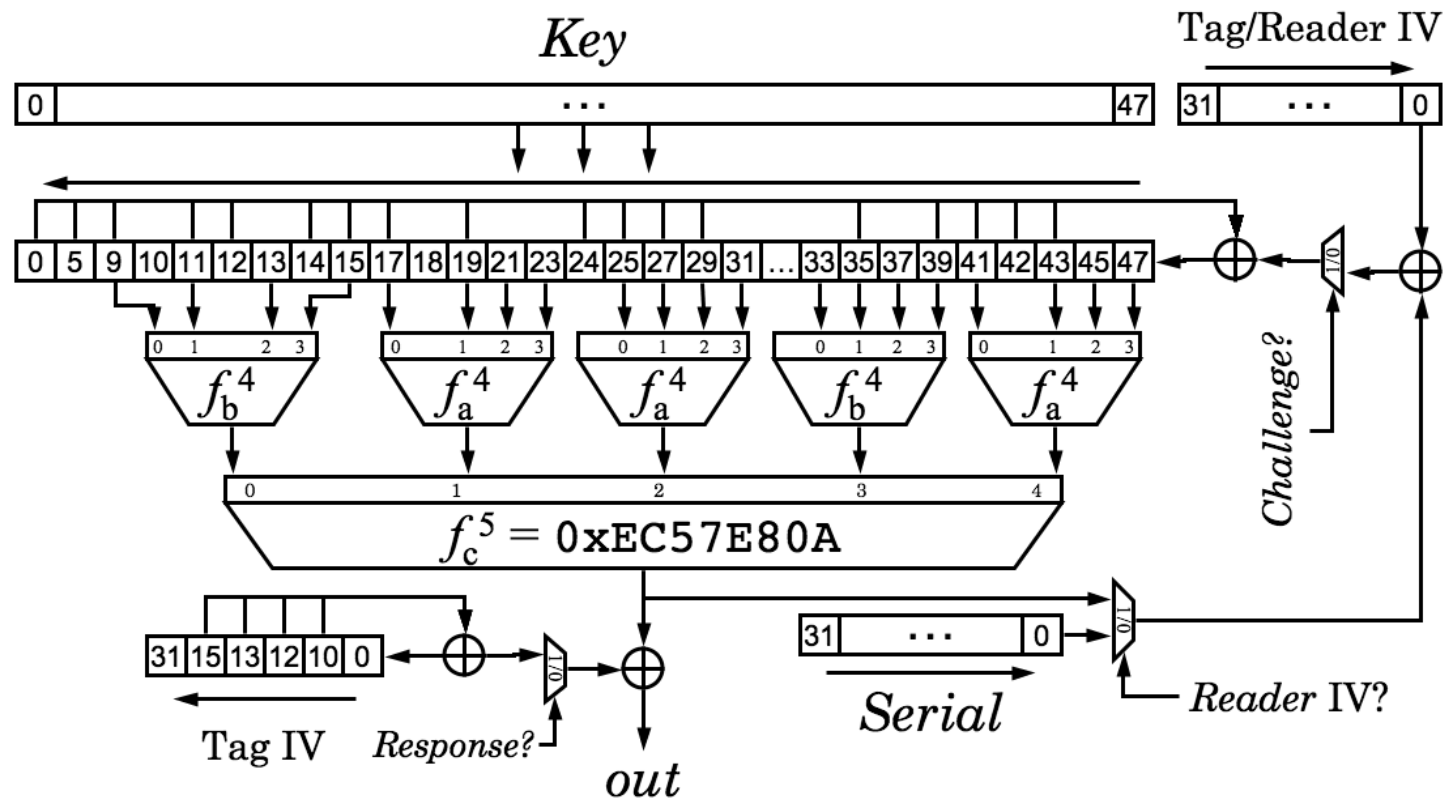 Key
Tag/Reader IV
0 ... 47
31 ... 0
0 5 9 10 11 12 13 14 15 17 18 19 21 23 24 25 27 29 31 ... 33 35 37 39 41 42 43 45 47
1/0
Challenge?
0 1 2 3
0 1 2 3
0 1 2 3
0 1 2 3
0 1 2 3
f_b^4
f_a^4
f_a^4
f_b^4
f_a^4
0 1 2 3 4
f_c^5 = 0xEC57E80A
31 15 13 12 10 0
1/0
31 ... 0
1/0
Tag IV
Response?
Serial
Reader IV?
out